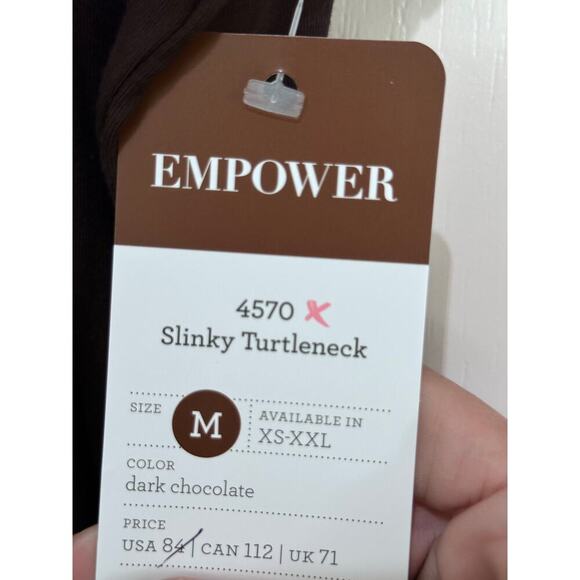 EMPOWER
4570 X
Slinky Turtleneck
SIZE M AVAILABLE IN
XS-XXL
COLOR
dark chocolate
PRICE
USA 84 | CAN 112 | UK 71